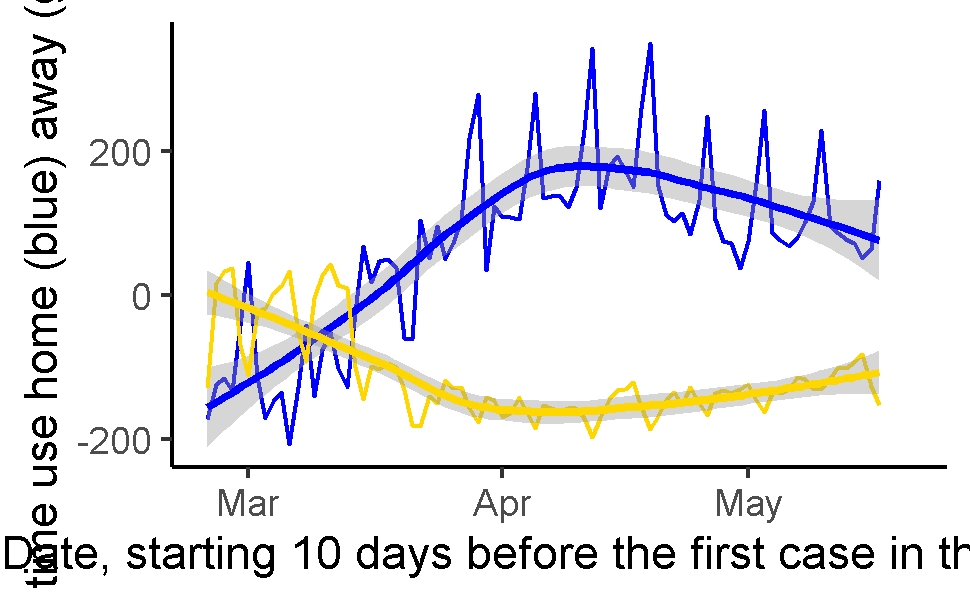 time use home (blue) away (
200
0
-200
Mar Apr May
Date, starting 10 days before the first case in th